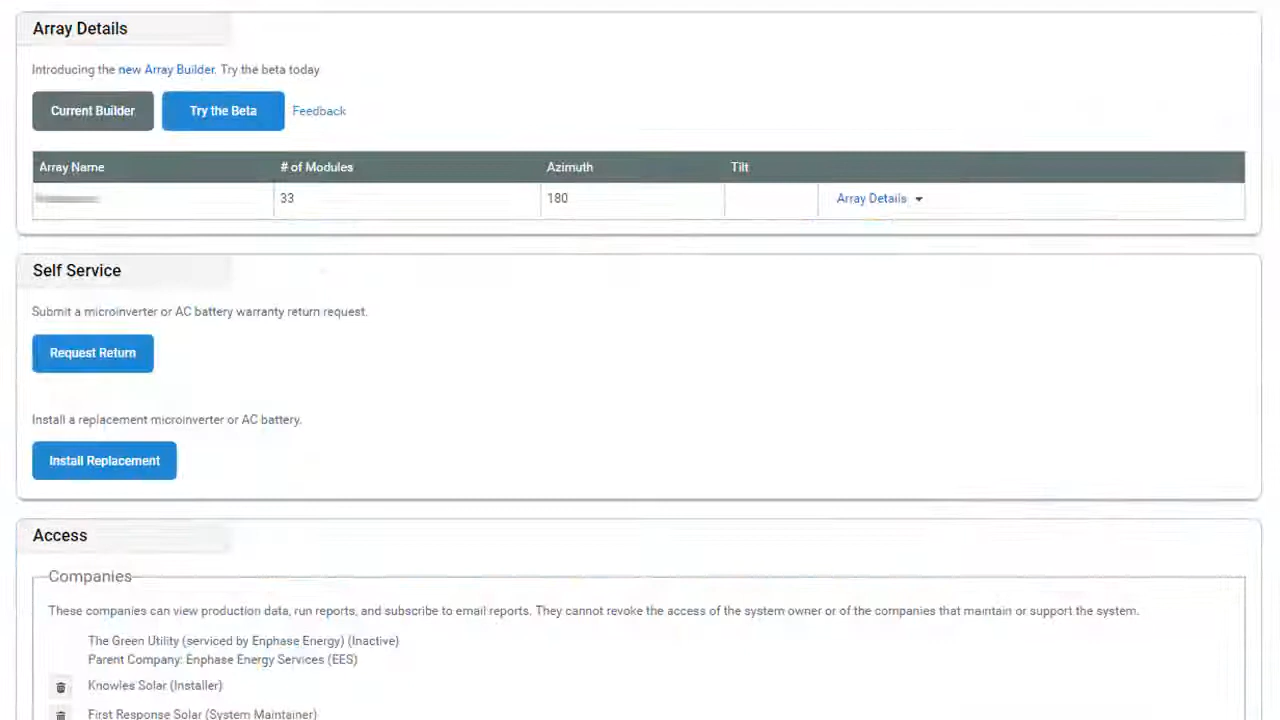 Array Details
Introducing the new Array Builder. Try the beta today
Current Builder Try the Beta Feedback
Array Name # of Modules Azimuth Tilt
33 180 Array Details
Self Service
Submit a microinverter or AC battery warranty return request.
Request Return
Install a replacement microinverter or AC battery.
Install Replacement
Access
Companies
These companies can view production data, run reports, and subscribe to email reports. They cannot revoke the access of the system owner or of the companies that maintain or support the system.
The Green Utility (serviced by Enphase Energy) (Inactive)
Parent Company: Enphase Energy Services (EES)
Knowles Solar (Installer)
First Response Solar (System Maintainer)